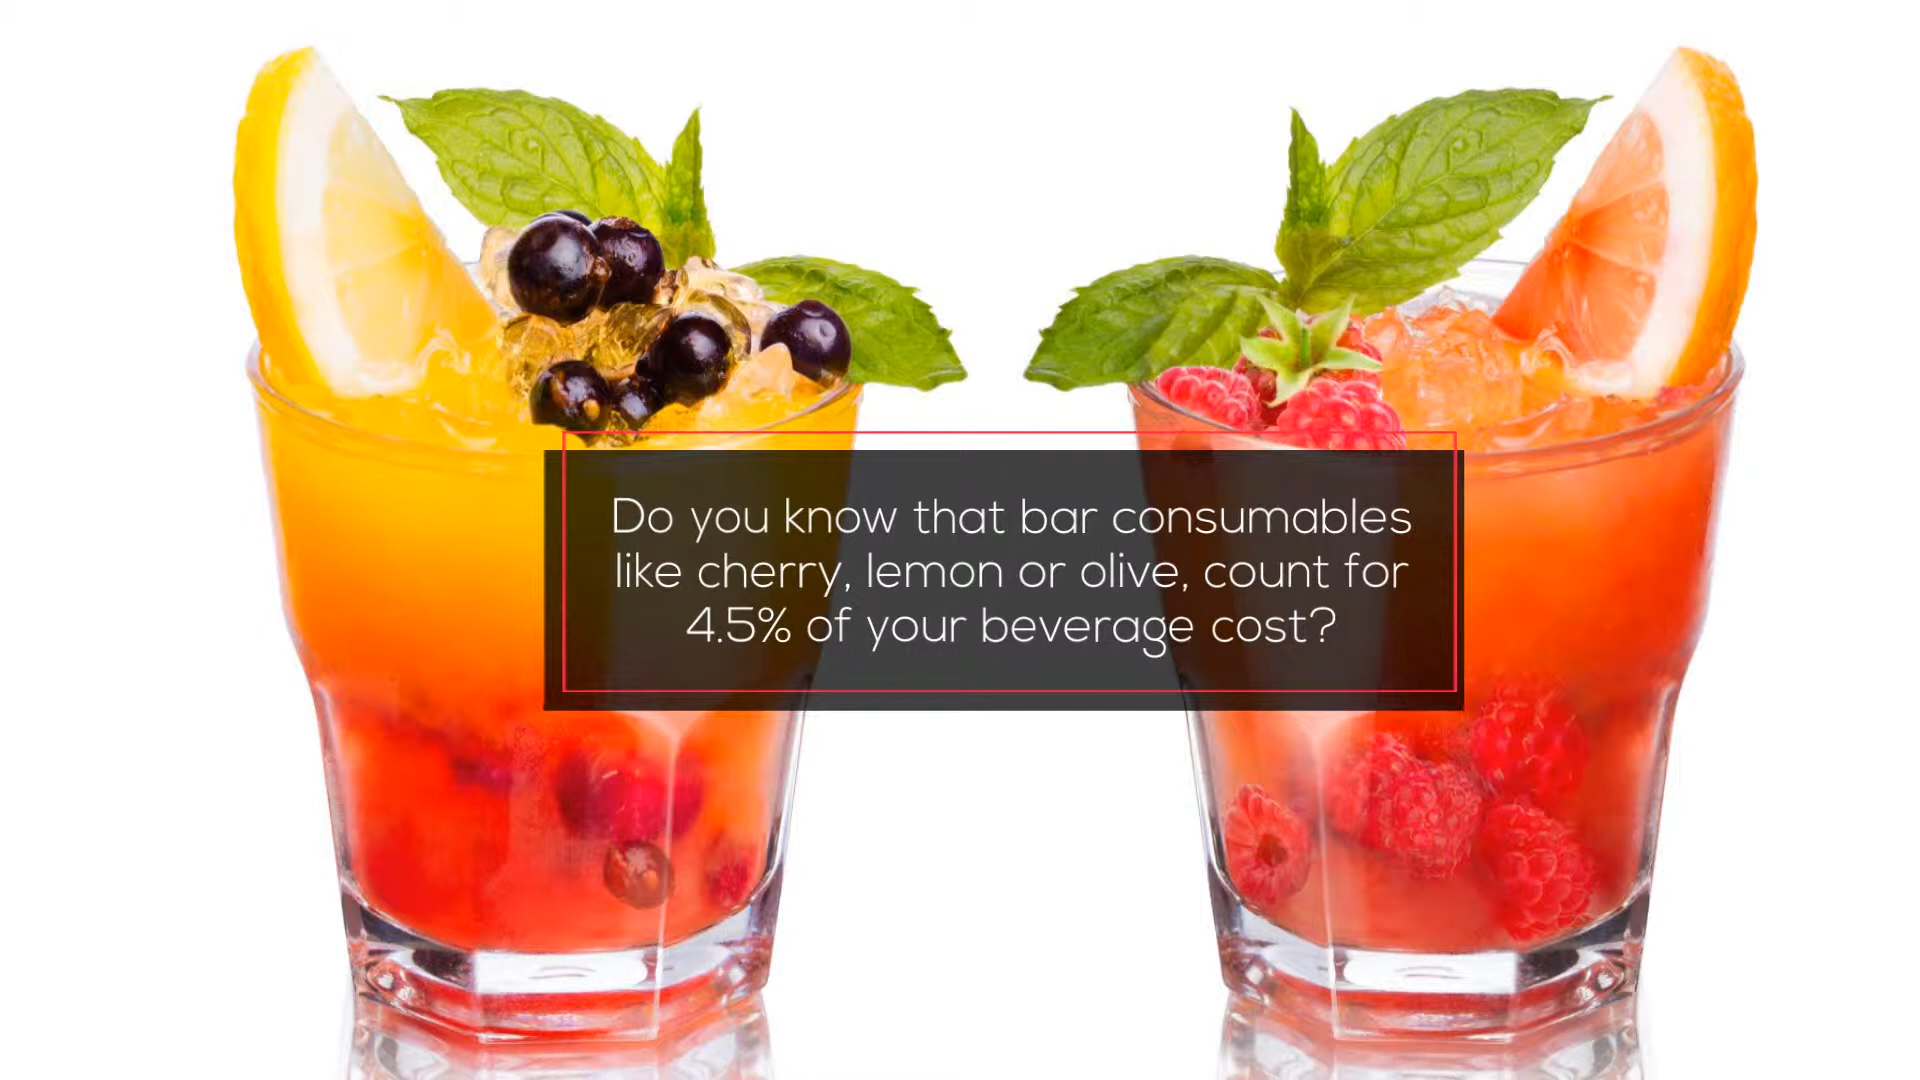 Do you know that bar consumables
like cherry, lemon or olive, count for
4.5% of your beverage cost?